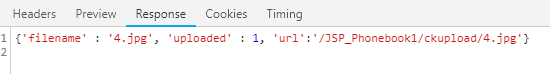 Headers Preview Response Cookies Timing
1 {'filename' : '4.jpg', 'uploaded' : 1, 'url':'/JSP_Phonebook1/ckupload/4.jpg'}
2